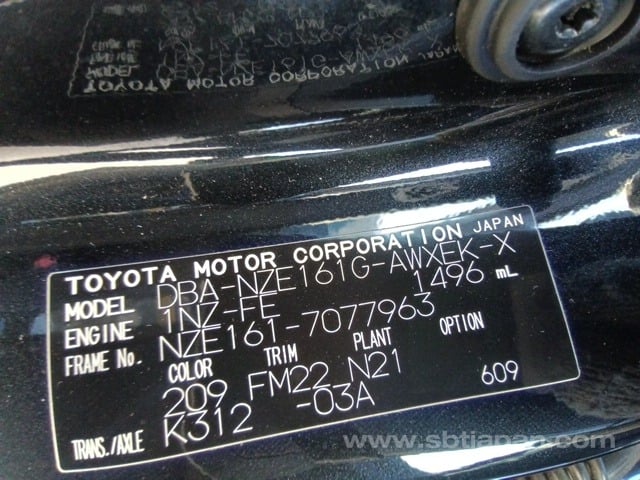 TOYOTA MOTOR CORPORATION JAPAN
MODEL DBA-NZE161G-AWXEK-X
ENGINE 1NZ-FE 1496 mL
FRAME No. NZE161-7077963
COLOR TRIM PLANT OPTION
209 FM22 N21
TRANS./AXLE K312 -03A 609
www.sbtjapan.com